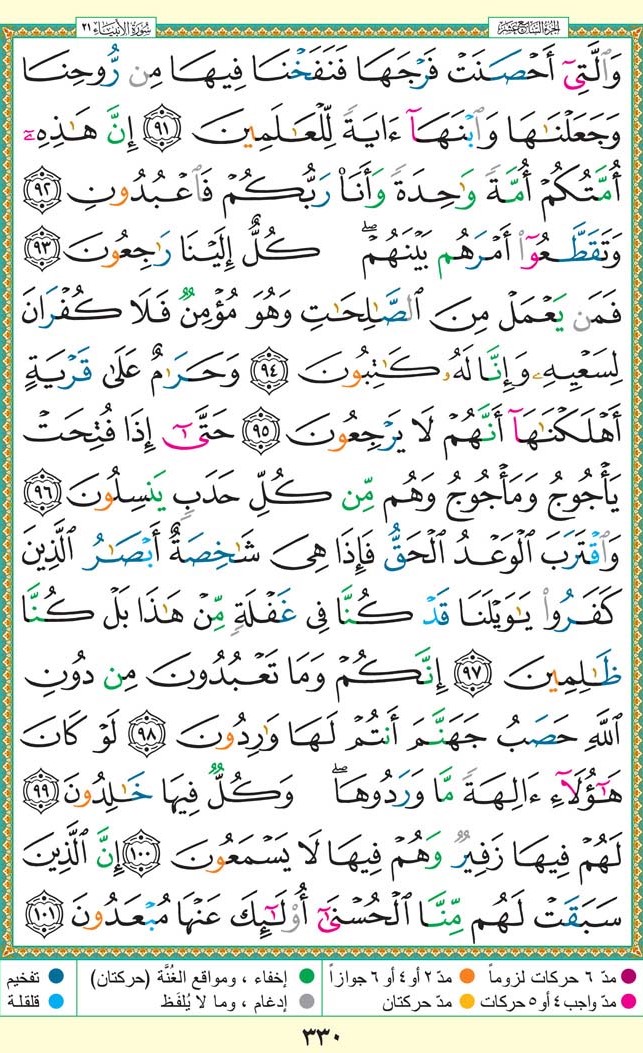 الجزء السابع عشر
سورة الأنبياء ٢١
وَٱلَّتِىٓ أَحْصَنَتْ فَرْجَهَا فَنَفَخْنَا فِيهَا مِن رُّوحِنَا
وَجَعَلْنَٰهَا وَٱبْنَهَآ ءَايَةً لِّلْعَٰلَمِينَ ٩١ إِنَّ هَٰذِهِۦٓ
أُمَّتُكُمْ أُمَّةً وَٰحِدَةً وَأَنَا۠ رَبُّكُمْ فَٱعْبُدُونِ ٩٢
وَتَقَطَّعُوٓا۟ أَمْرَهُم بَيْنَهُمْ ۖ كُلٌّ إِلَيْنَا رَٰجِعُونَ ٩٣
فَمَن يَعْمَلْ مِنَ ٱلصَّٰلِحَٰتِ وَهُوَ مُؤْمِنٌ فَلَا كُفْرَانَ
لِسَعْيِهِۦ وَإِنَّا لَهُۥ كَٰتِبُونَ ٩٤ وَحَرَٰمٌ عَلَىٰ قَرْيَةٍ
أَهْلَكْنَٰهَآ أَنَّهُمْ لَا يَرْجِعُونَ ٩٥ حَتَّىٰٓ إِذَا فُتِحَتْ
يَأْجُوجُ وَمَأْجُوجُ وَهُم مِّن كُلِّ حَدَبٍ يَنسِلُونَ ٩٦
وَٱقْتَرَبَ ٱلْوَعْدُ ٱلْحَقُّ فَإِذَا هِىَ شَٰخِصَةٌ أَبْصَٰرُ ٱلَّذِينَ
كَفَرُوا۟ يَٰوَيْلَنَا قَدْ كُنَّا فِى غَفْلَةٍ مِّنْ هَٰذَا بَلْ كُنَّا
ظَٰلِمِينَ ٩٧ إِنَّكُمْ وَمَا تَعْبُدُونَ مِن دُونِ
ٱللَّهِ حَصَبُ جَهَنَّمَ أَنتُمْ لَهَا وَٰرِدُونَ ٩٨ لَوْ كَانَ
هَٰٓؤُلَآءِ ءَالِهَةً مَّا وَرَدُوهَا ۖ وَكُلٌّ فِيهَا خَٰلِدُونَ ٩٩
لَهُمْ فِيهَا زَفِيرٌ وَهُمْ فِيهَا لَا يَسْمَعُونَ ١٠٠ إِنَّ ٱلَّذِينَ
سَبَقَتْ لَهُم مِّنَّا ٱلْحُسْنَىٰٓ أُو۟لَٰٓئِكَ عَنْهَا مُبْعَدُونَ ١٠١
مدّ ٦ حركات لزوماً مدّ ٢ أو ٤ أو ٦ جوازاً إخفاء ، ومواقع الغُنَّة (حركتان) تفخيم
مدّ واجب ٤ أو ٥ حركات مدّ حركتان إدغام ، وما لا يُلفَظ قلقلة
٣٣٠